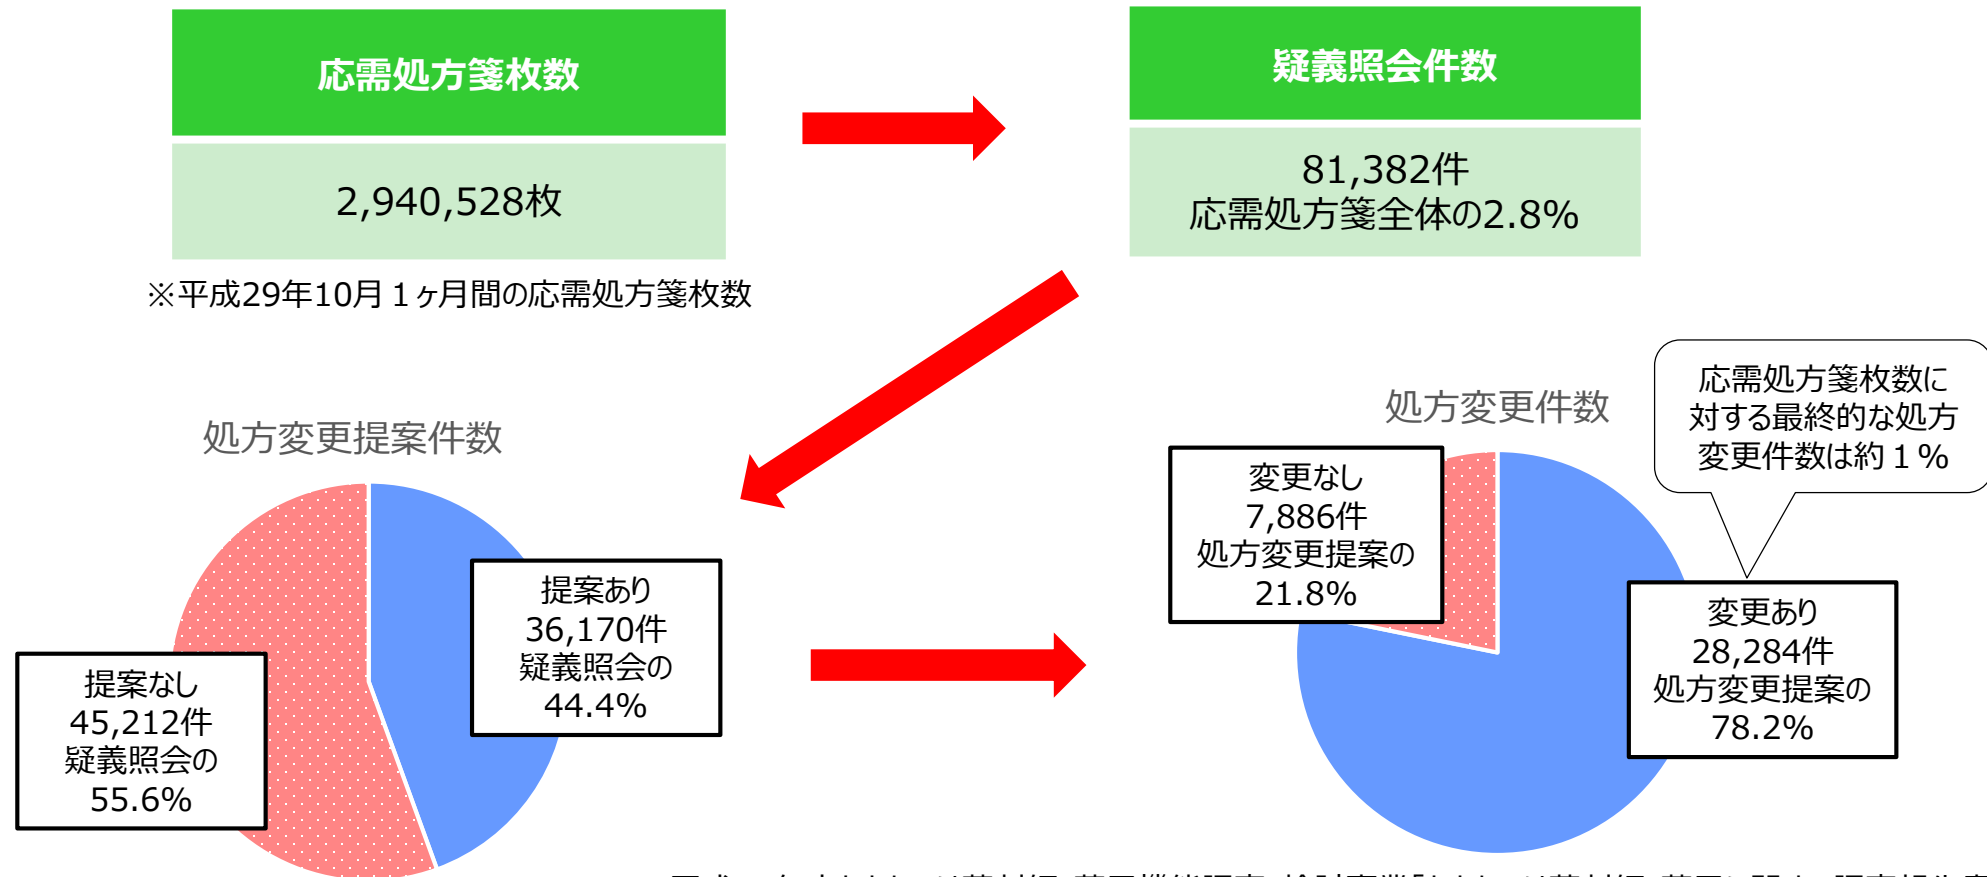 応需処方箋枚数
2,940,528枚
※平成29年10月1ヶ月間の応需処方箋枚数
疑義照会件数
81,382件
応需処方箋全体の2.8%
処方変更提案件数
提案あり
36,170件
疑義照会の
44.4%
提案なし
45,212件
疑義照会の
55.6%
処方変更件数
応需処方箋枚数に
対する最終的な処方
変更件数は約1%
変更なし
7,886件
処方変更提案の
21.8%
変更あり
28,284件
処方変更提案の
78.2%